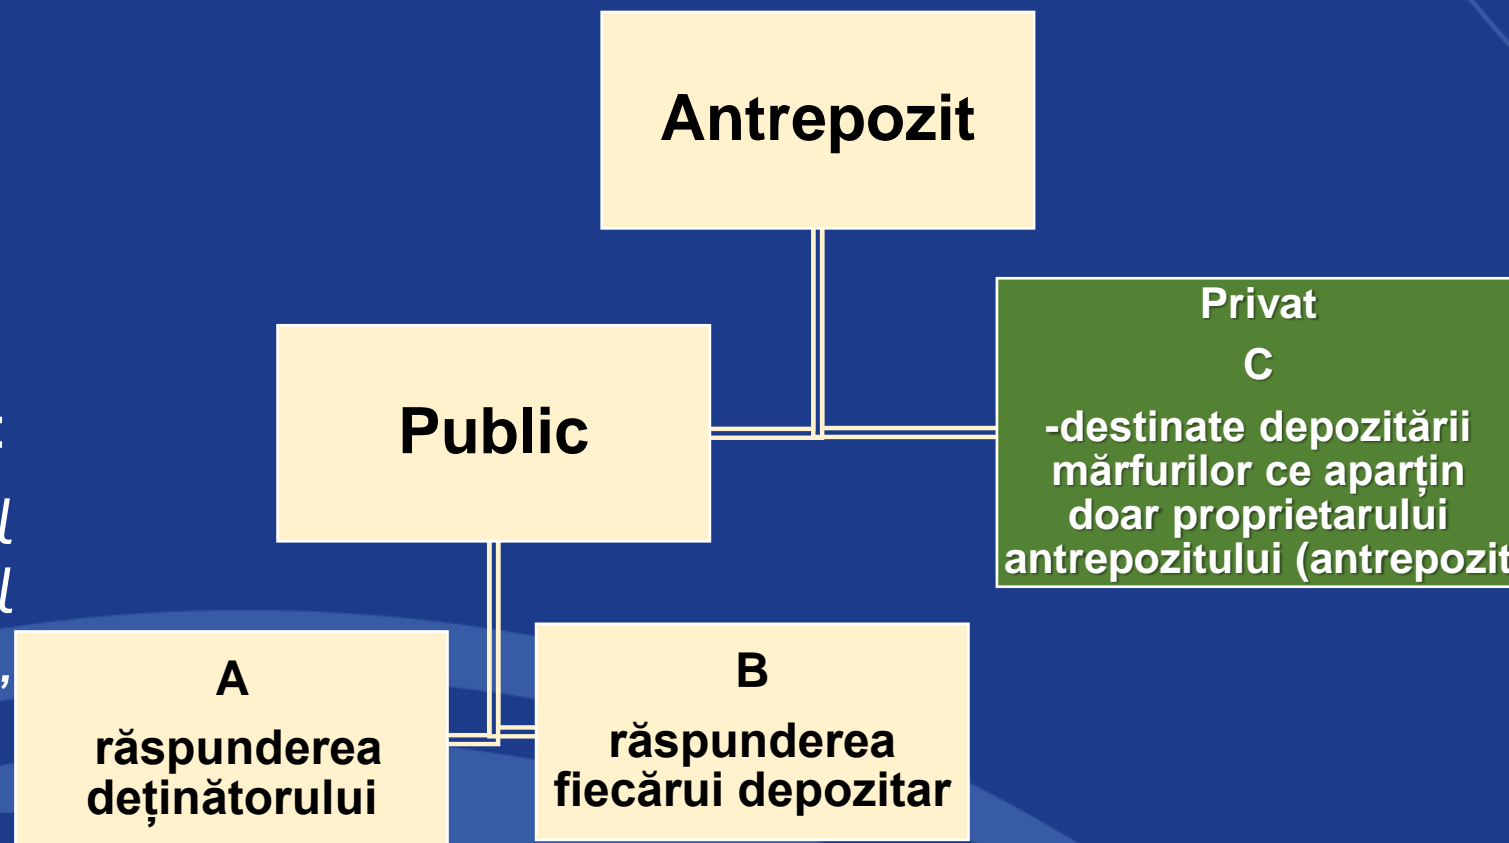 Antrepozit
Privat
C
-destinate depozitării
mărfurilor ce aparțin
doar proprietarului
antrepozitului (antrepozit
Public
A
răspunderea
deținătorului
B
răspunderea
fiecărui depozitar